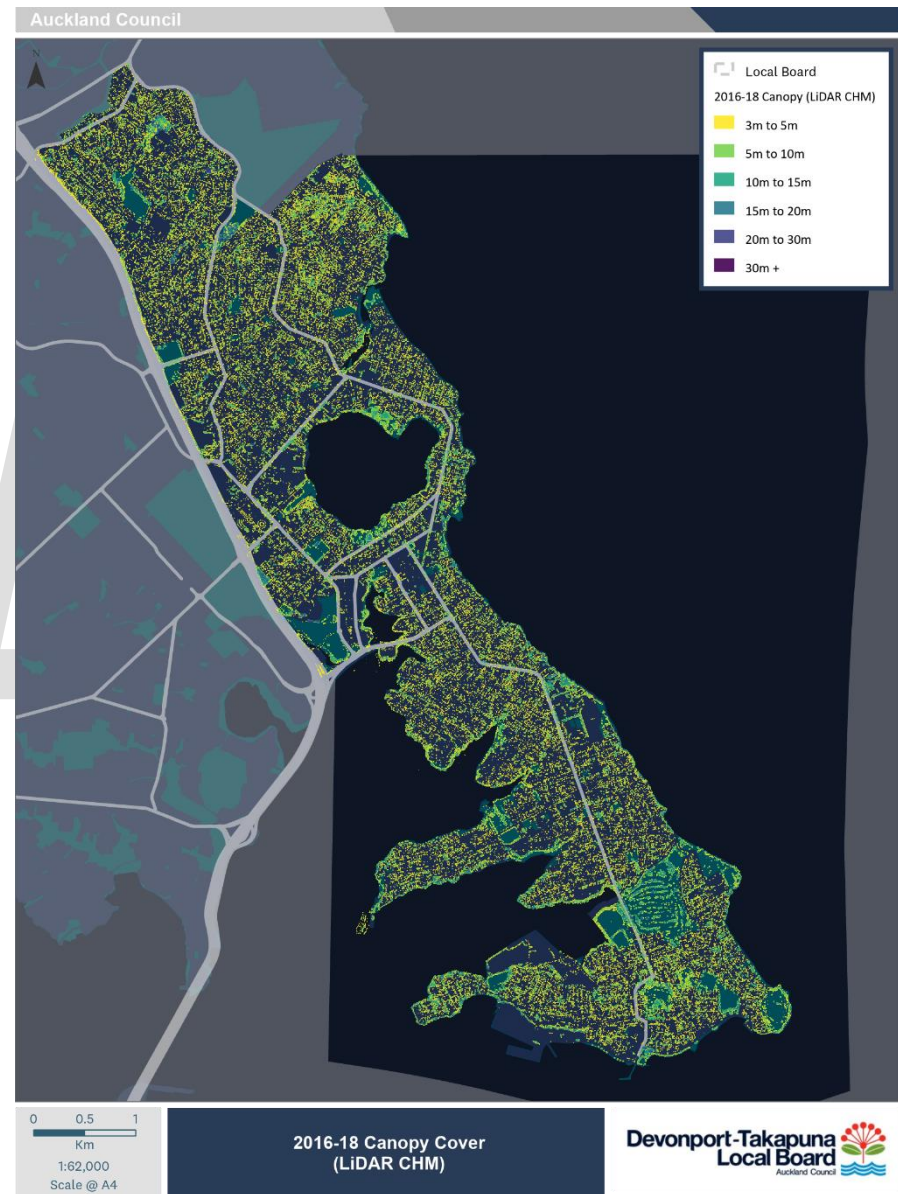 Auckland Council
N
Local Board
2016-18 Canopy (LiDAR CHM)
3m to 5m
5m to 10m
10m to 15m
15m to 20m
20m to 30m
30m +
0 0.5 1
Km
1:62,000
Scale @ A4
2016-18 Canopy Cover
(LiDAR CHM)
Devonport-Takapuna
Local Board
Auckland Council